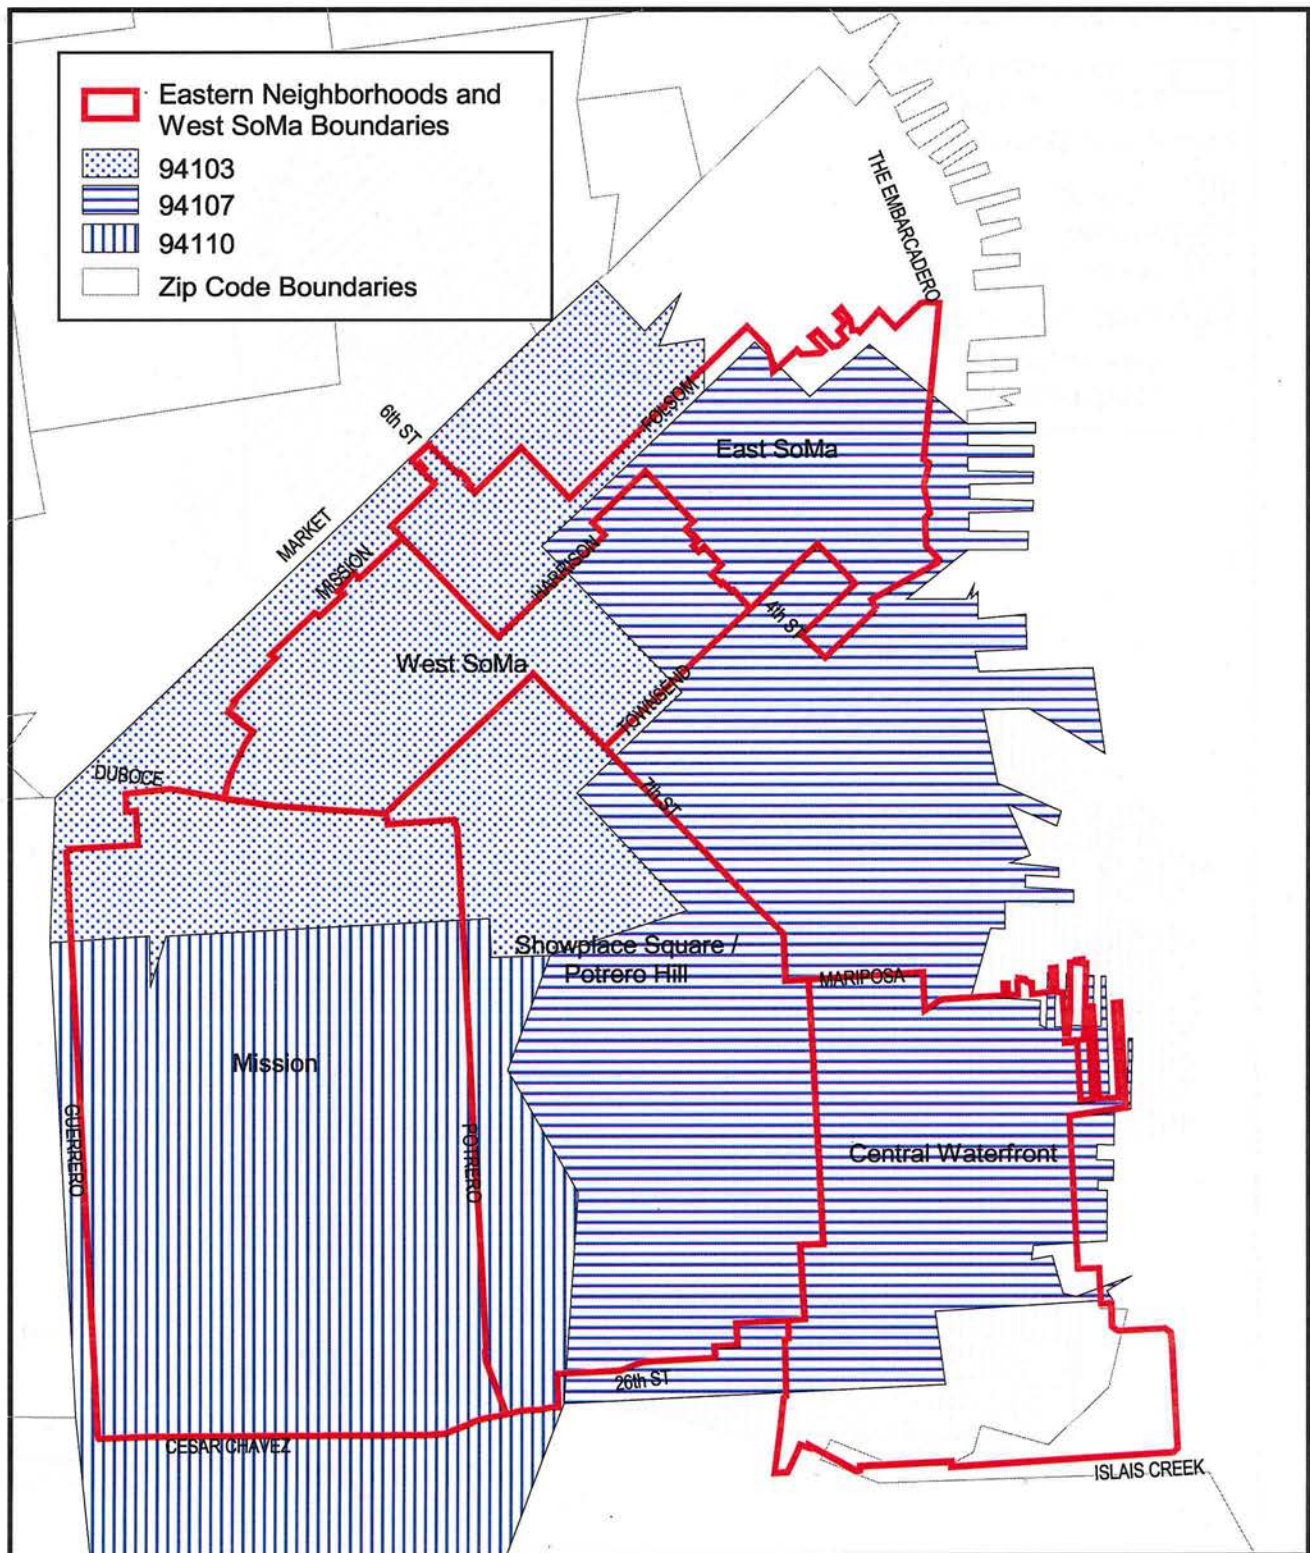 Eastern Neighborhoods and
West SoMa Boundaries
94103
94107
94110
Zip Code Boundaries
THE EMBARCADERO
6th ST
FOLSOM
East SoMa
MARKET
MISSION
HARRISON
4th ST
West SoMa
TOWNSEND
DUBOCE
7th ST
Showplace Square /
Potrero Hill
MARIPOSA
Mission
GUERRERO
POTRERO
Central Waterfront
26th ST
CESAR CHAVEZ
ISLAIS CREEK